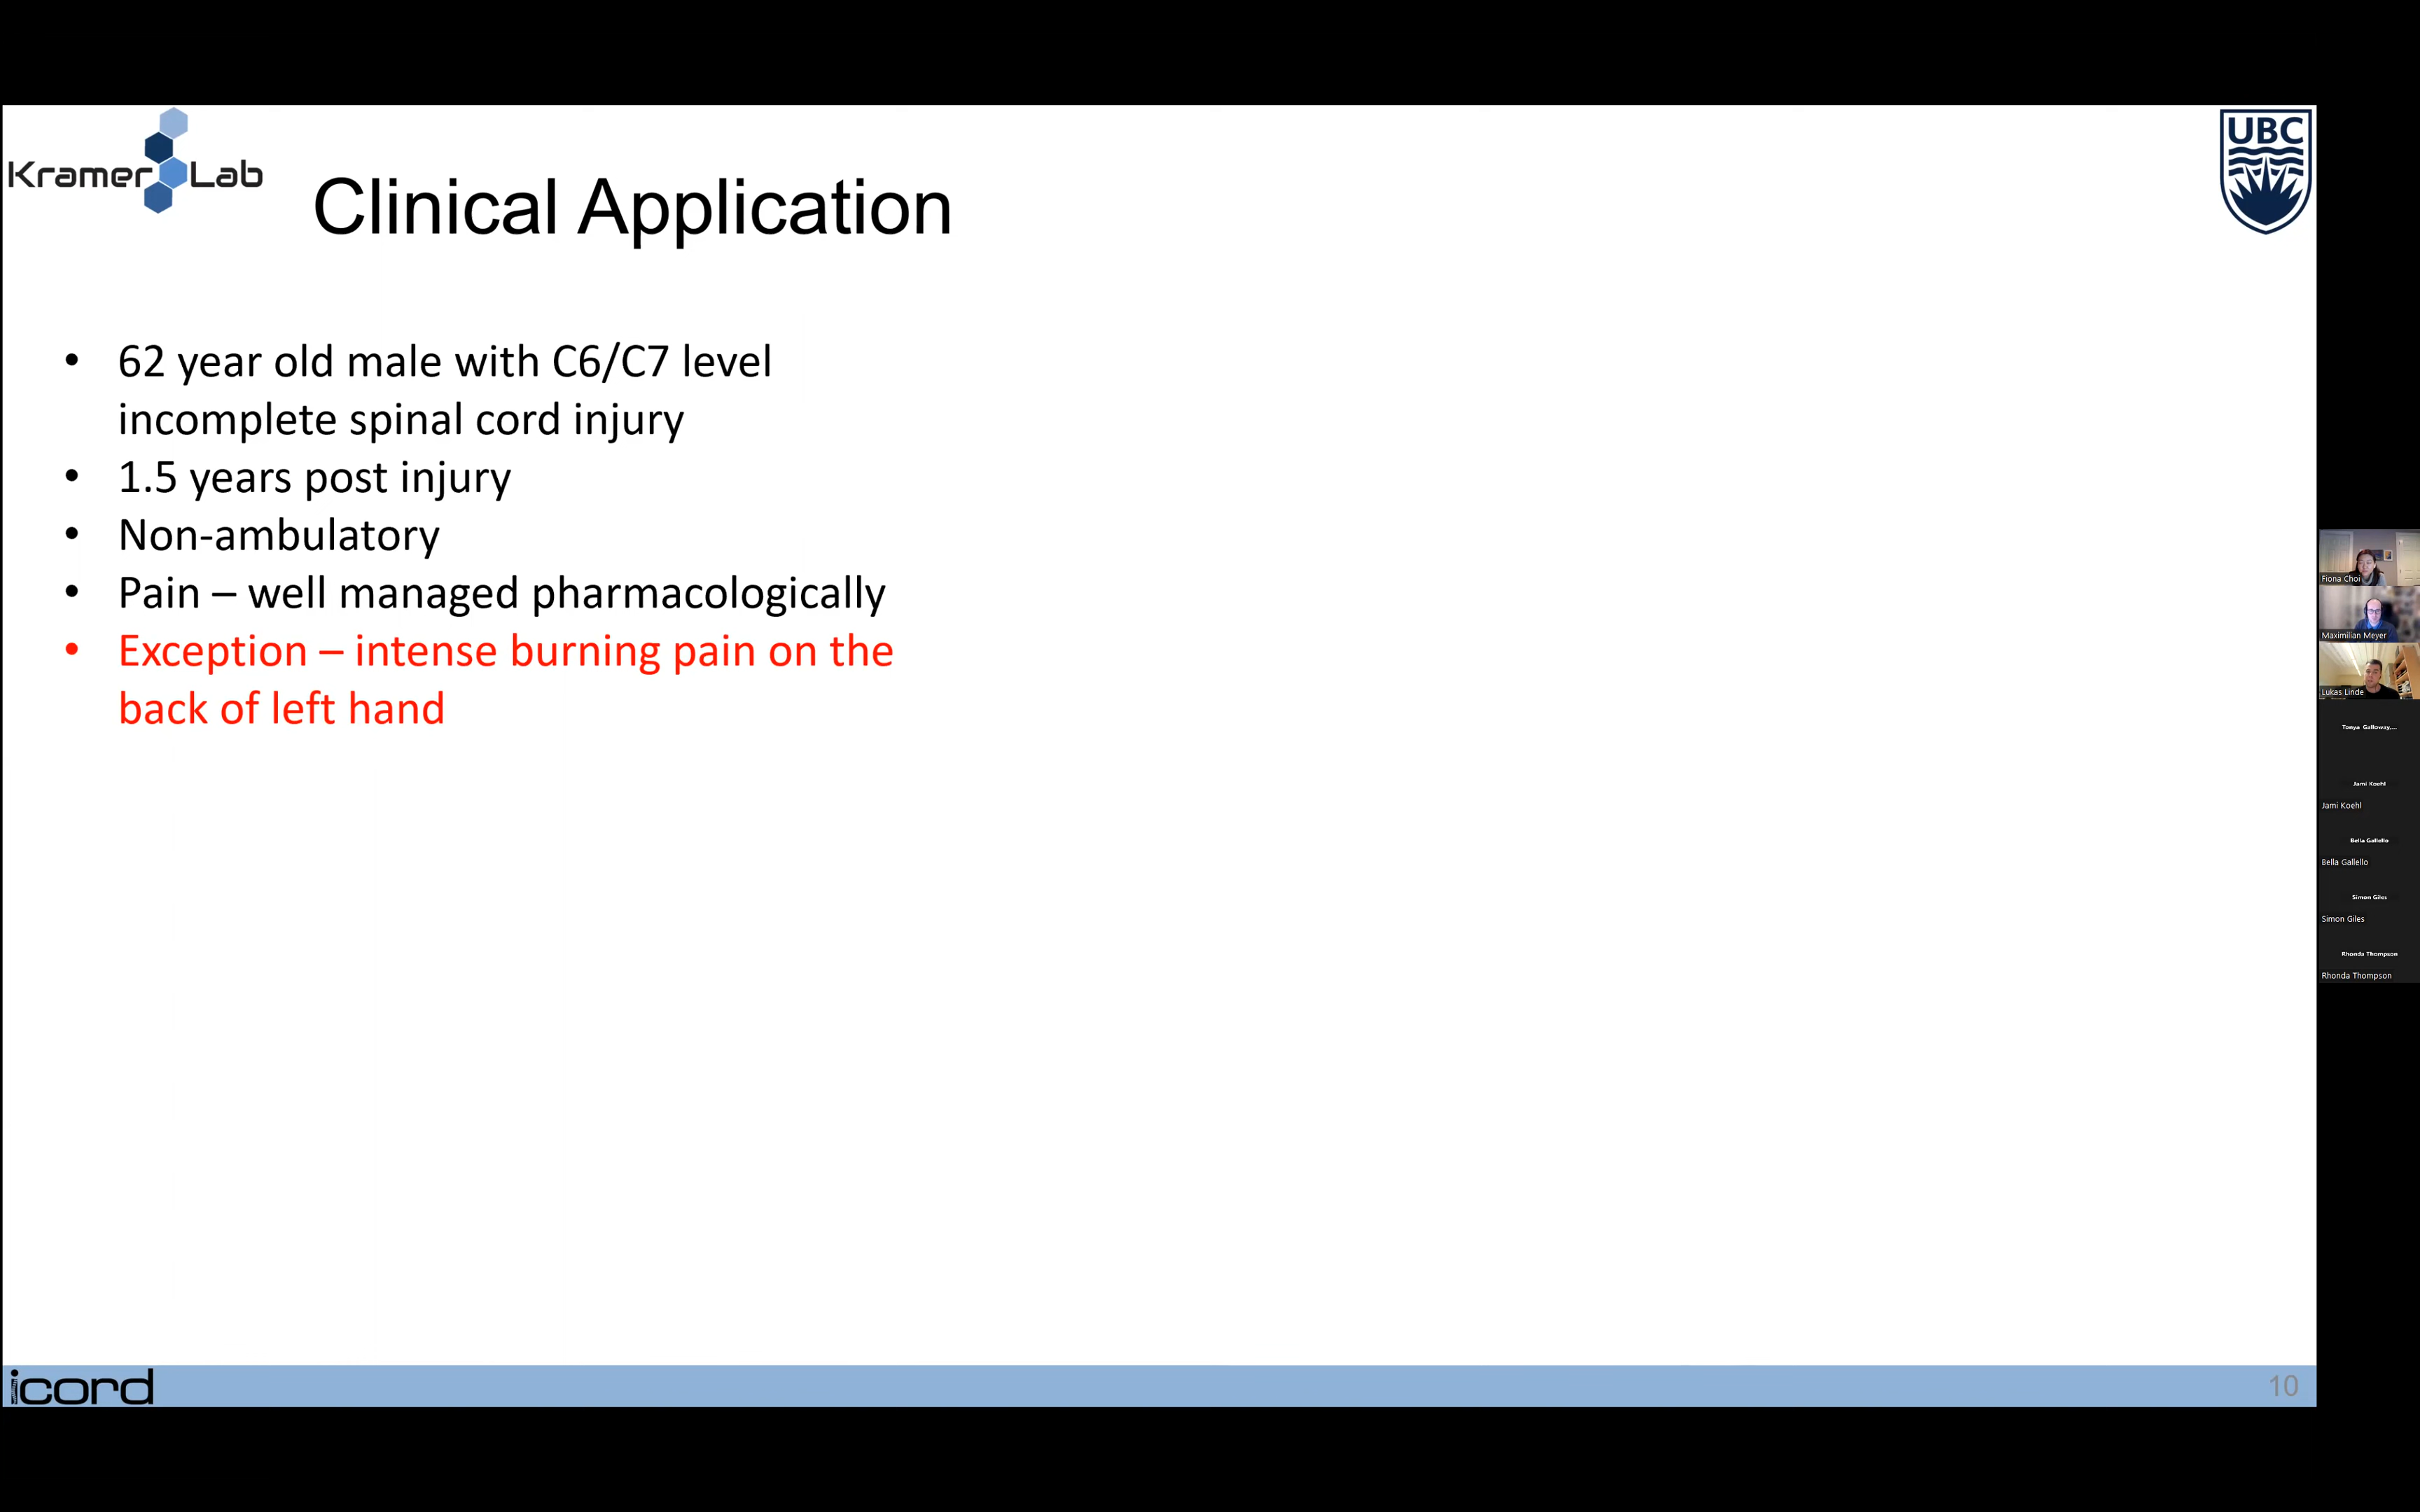 Kramer Lab
UBC
Clinical Application
• 62 year old male with C6/C7 level
incomplete spinal cord injury
• 1.5 years post injury
• Non-ambulatory
• Pain – well managed pharmacologically
• Exception – intense burning pain on the
back of left hand
Fiona Choi
Maximilian Meyer
Lukas Linde
Tonya Galloway,...
Jami Koehl
Jami Koehl
Bella Gallello
Bella Gallello
Simon Giles
Simon Giles
Rhonda Thompson
Rhonda Thompson
icord
10